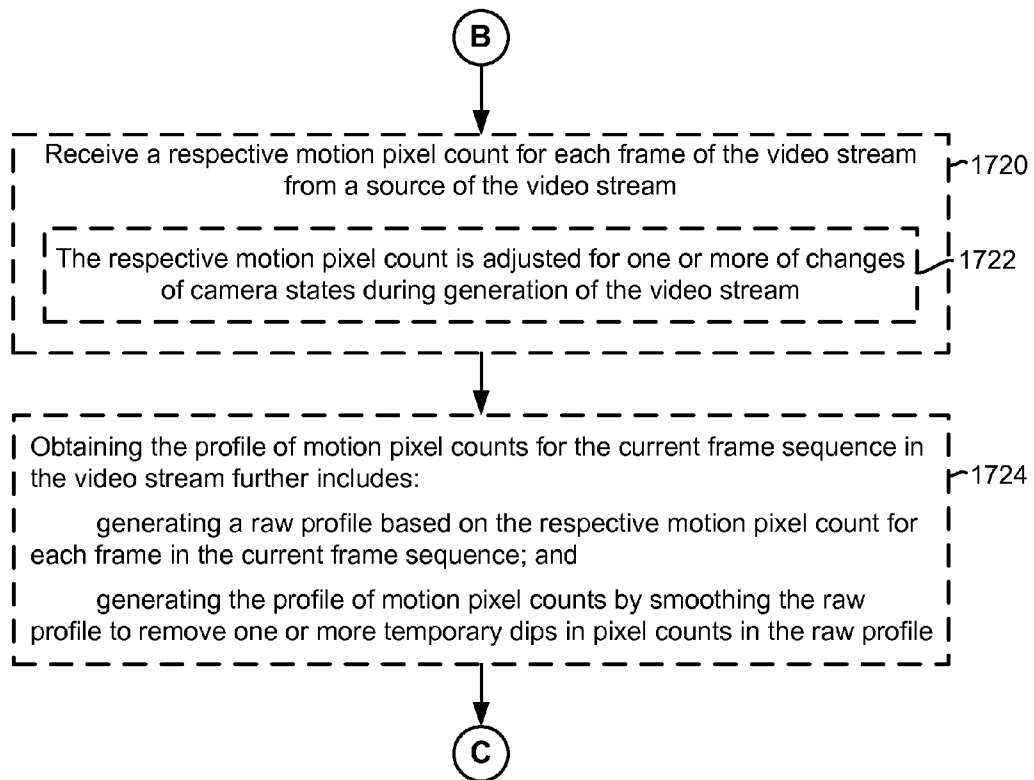 B
Receive a respective motion pixel count for each frame of the video stream
from a source of the video stream
1720
The respective motion pixel count is adjusted for one or more of changes
of camera states during generation of the video stream
1722
Obtaining the profile of motion pixel counts for the current frame sequence in
the video stream further includes:
1724
generating a raw profile based on the respective motion pixel count for
each frame in the current frame sequence; and
generating the profile of motion pixel counts by smoothing the raw
profile to remove one or more temporary dips in pixel counts in the raw profile
C